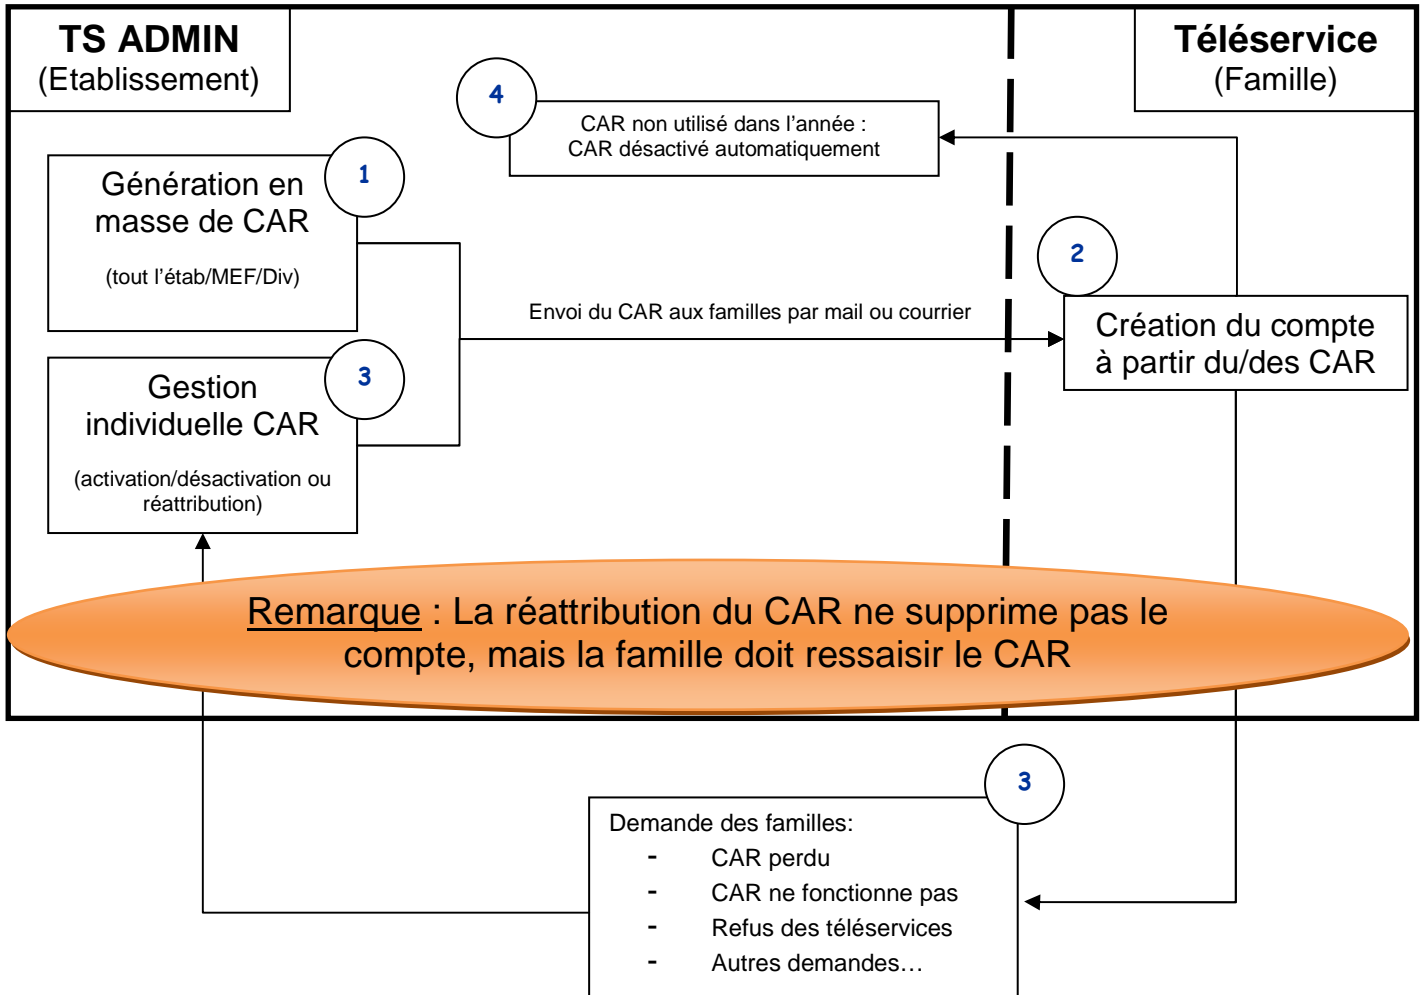 TS ADMIN
(Etablissement)
Téléservice
(Famille)
4
CAR non utilisé dans l'année :
CAR désactivé automatiquement
1
Génération en
masse de CAR
(tout l'étab/MEF/Div)
2
Envoi du CAR aux familles par mail ou courrier
Création du compte
à partir du/des CAR
3
Gestion
individuelle CAR
(activation/désactivation ou
réattribution)
Remarque : La réattribution du CAR ne supprime pas le
compte, mais la famille doit ressaisir le CAR
3
Demande des familles:
- CAR perdu
- CAR ne fonctionne pas
- Refus des téléservices
- Autres demandes…